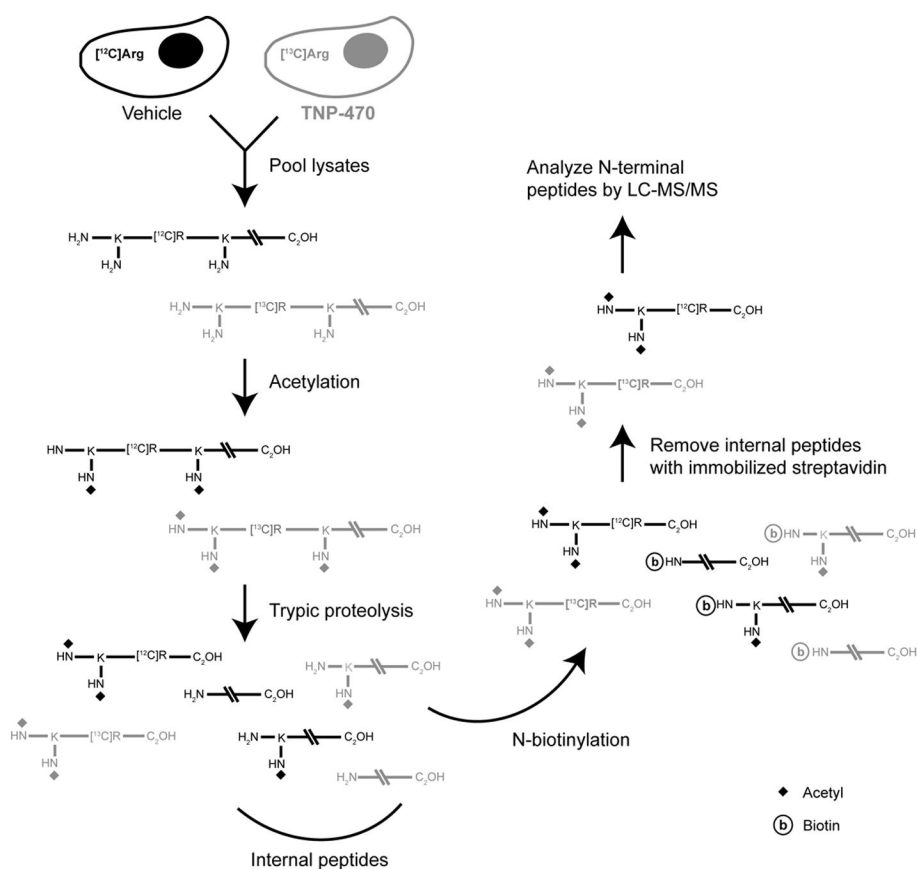 [¹²C]Arg
[¹³C]Arg
Vehicle
TNP-470
Pool lysates
H₂N K [¹²C]R K C₂OH
H₂N H₂N
H₂N K [¹³C]R K C₂OH
H₂N H₂N
Acetylation
HN K [¹²C]R K C₂OH
HN HN
HN K [¹³C]R K C₂OH
HN HN
Trypic proteolysis
HN K [¹²C]R C₂OH
HN
H₂N C₂OH
H₂N K C₂OH
HN
HN K [¹³C]R C₂OH
HN
H₂N K C₂OH
HN
H₂N C₂OH
Internal peptides
N-biotinylation
HN K [¹²C]R C₂OH
HN
b HN C₂OH
b HN K C₂OH
HN
HN K [¹³C]R C₂OH
HN
b HN K C₂OH
HN
b HN C₂OH
Remove internal peptides
with immobilized streptavidin
HN K [¹²C]R C₂OH
HN
HN K [¹³C]R C₂OH
HN
Analyze N-terminal
peptides by LC-MS/MS
Acetyl
b Biotin